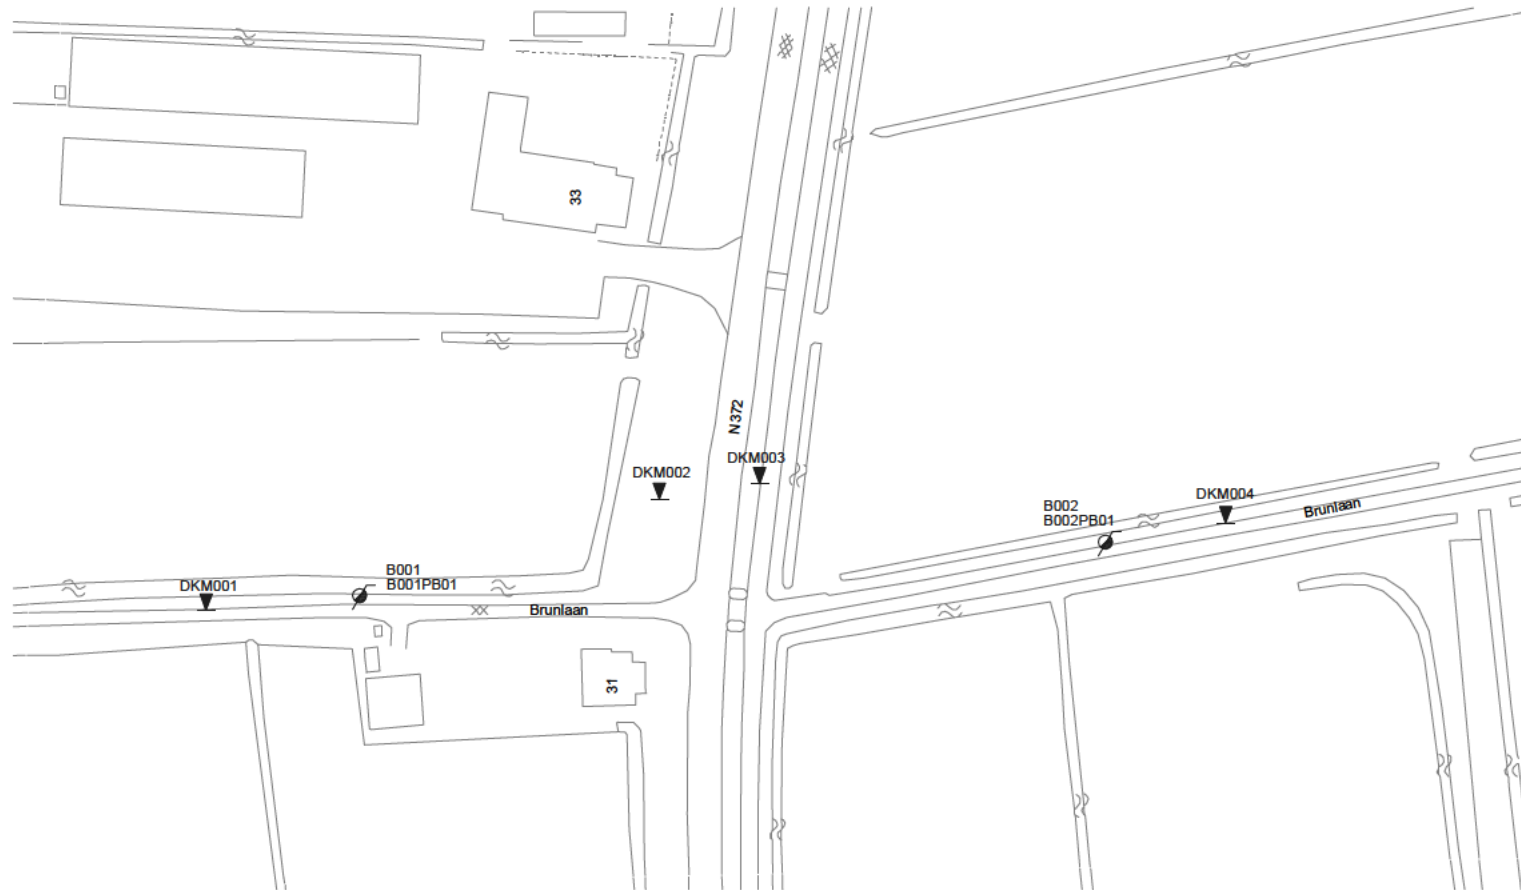 33
N372
DKM003
DKM002
DKM004
B002
B002PB01
Brunlaan
B001
B001PB01
DKM001
Brunlaan
31